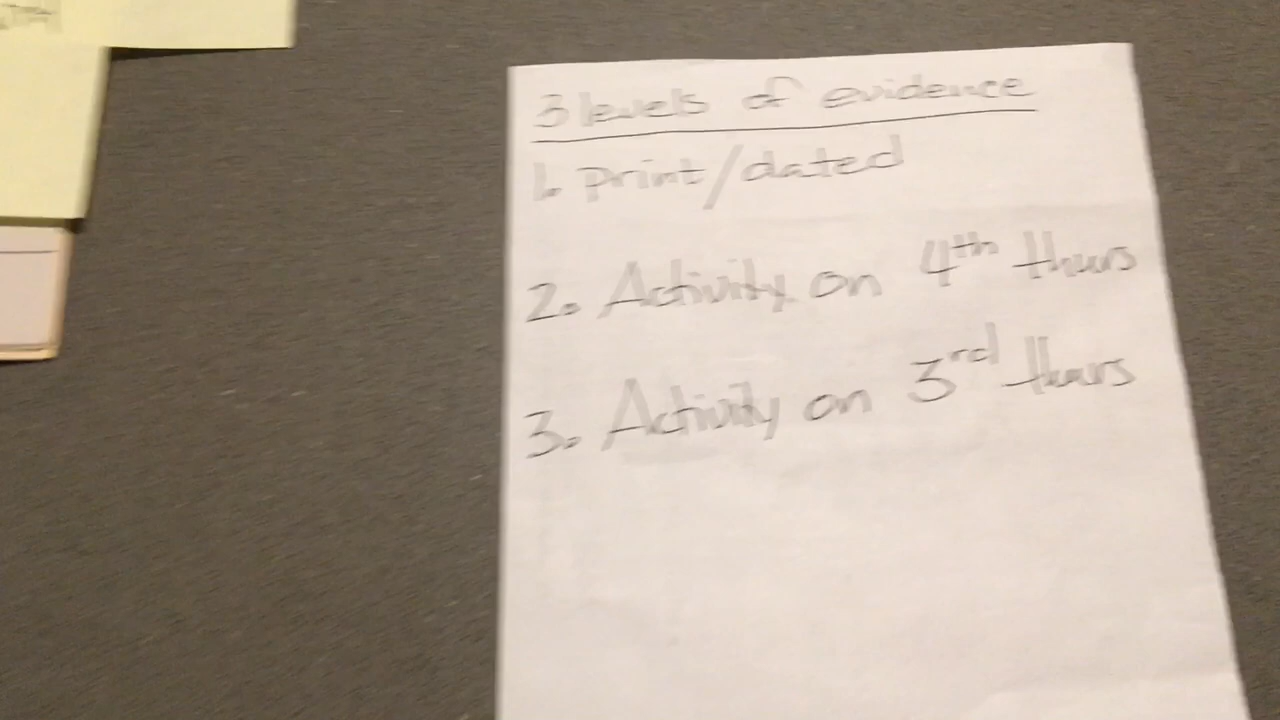 3 levels of evidence
1. print/dated
2. Activity on 4th thurs
3. Activity on 3rd thurs